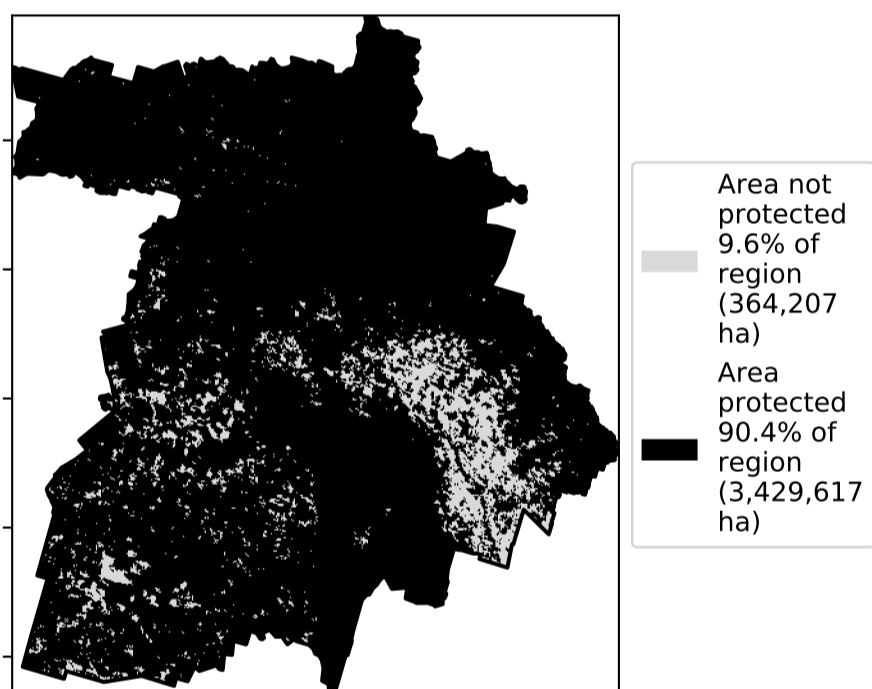 Area not
protected
9.6% of
region
(364,207
ha)
Area
protected
90.4% of
region
(3,429,617
ha)